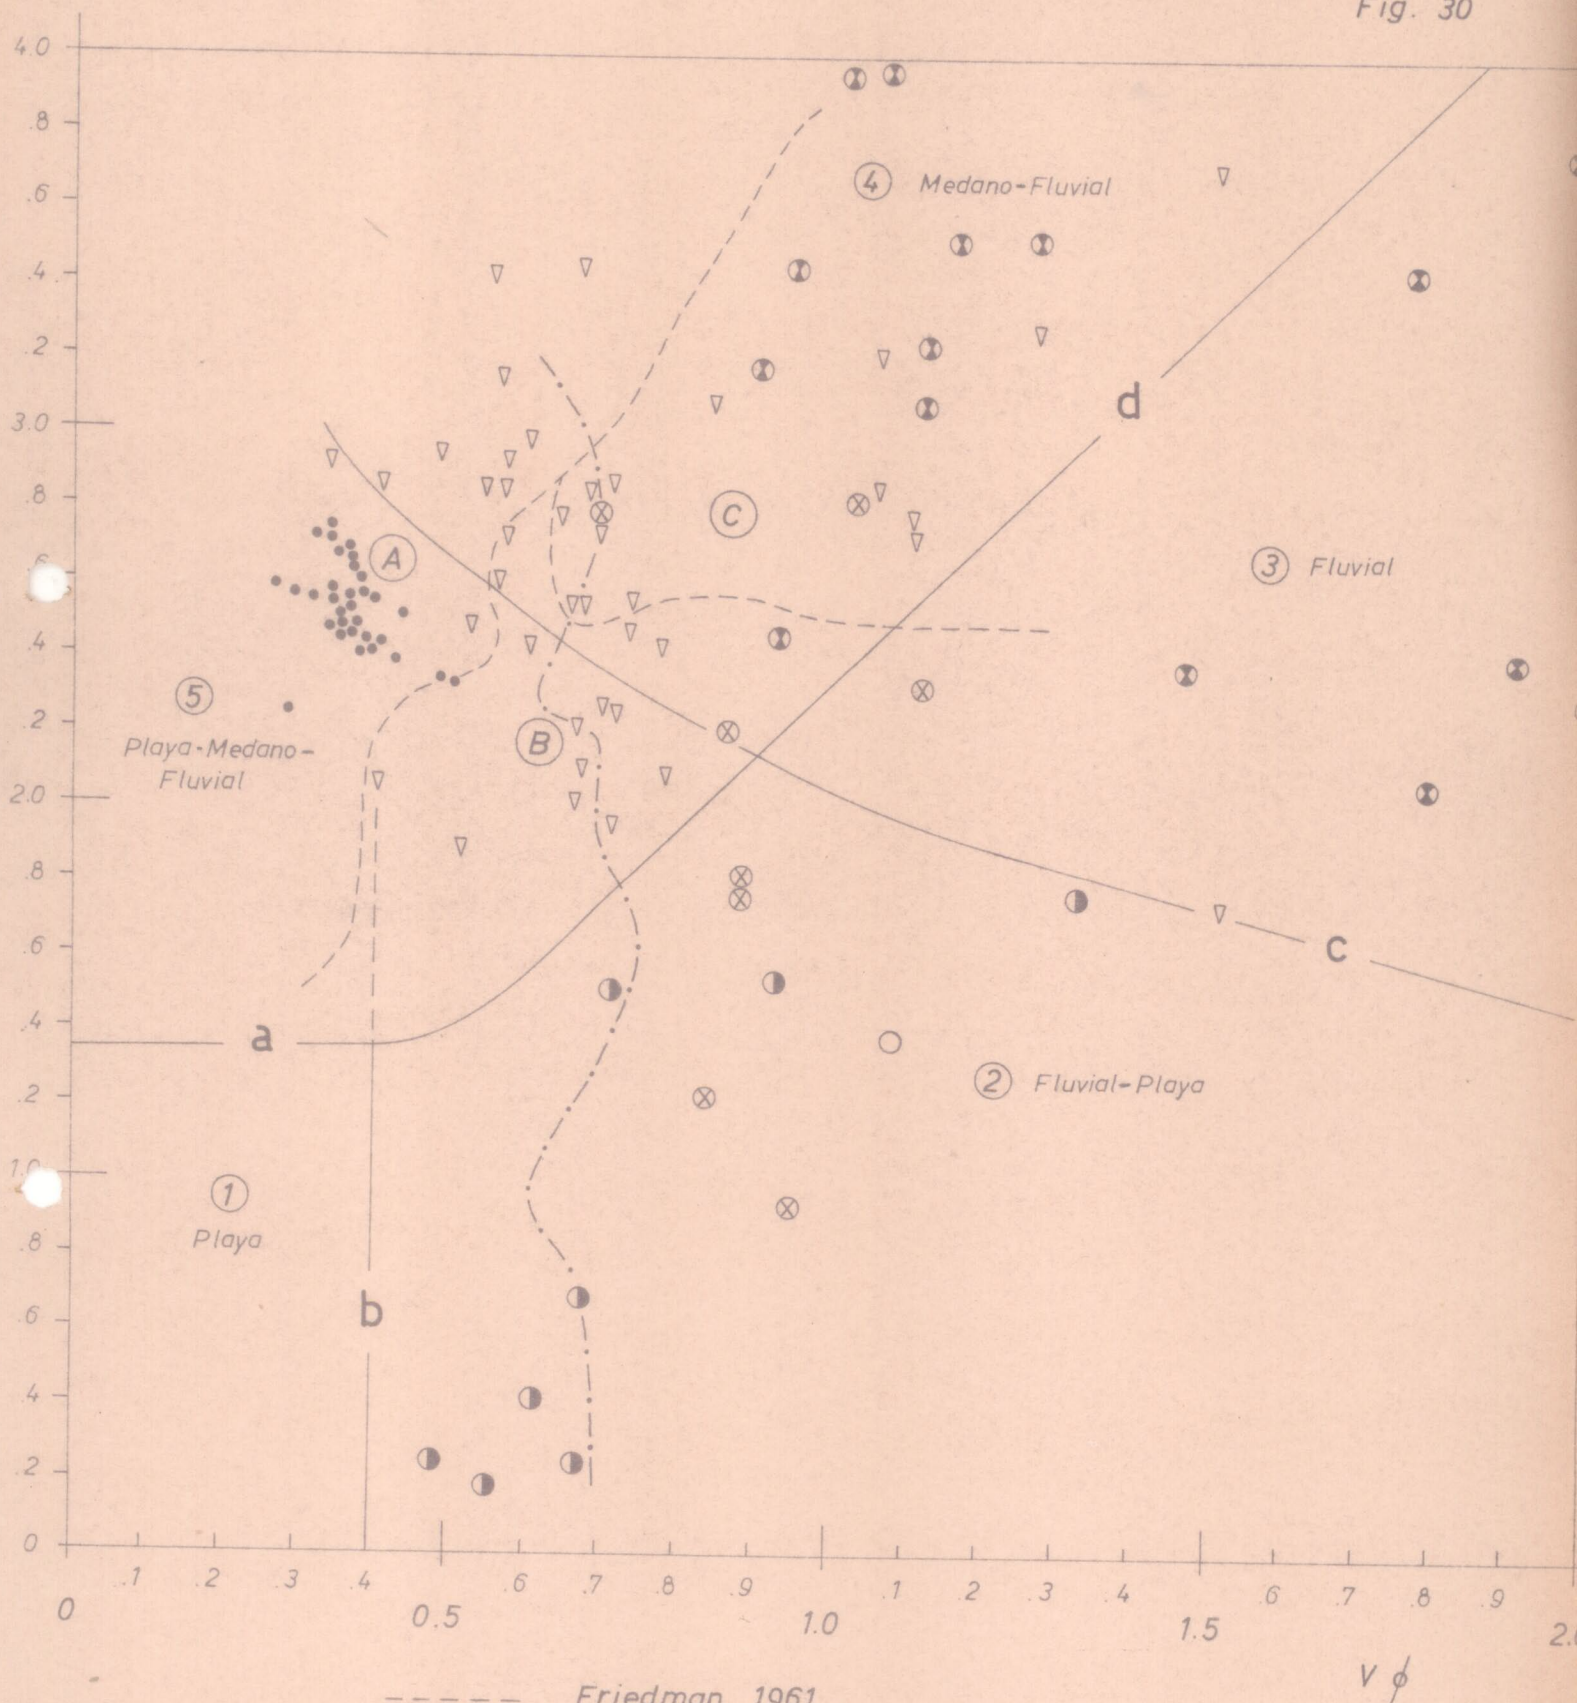 Fig. 30
4.0
.8
④ Medano-Fluvial
.6
.4
.2
d
3.0
.8
C
A
③ Fluvial
.4
⑤
.2
Playa-Medano-
B
Fluvial
2.0
.8
.6
c
.4
a
② Fluvial-Playa
.2
1.0
①
Playa
.8
b
.6
.4
.2
0
.1 .2 .3 .4 .6 .7 .8 .9 .1 .2 .3 .4 .6 .7 .8 .9
0 0.5 1.0 1.5
V ϕ
Friedman 1961